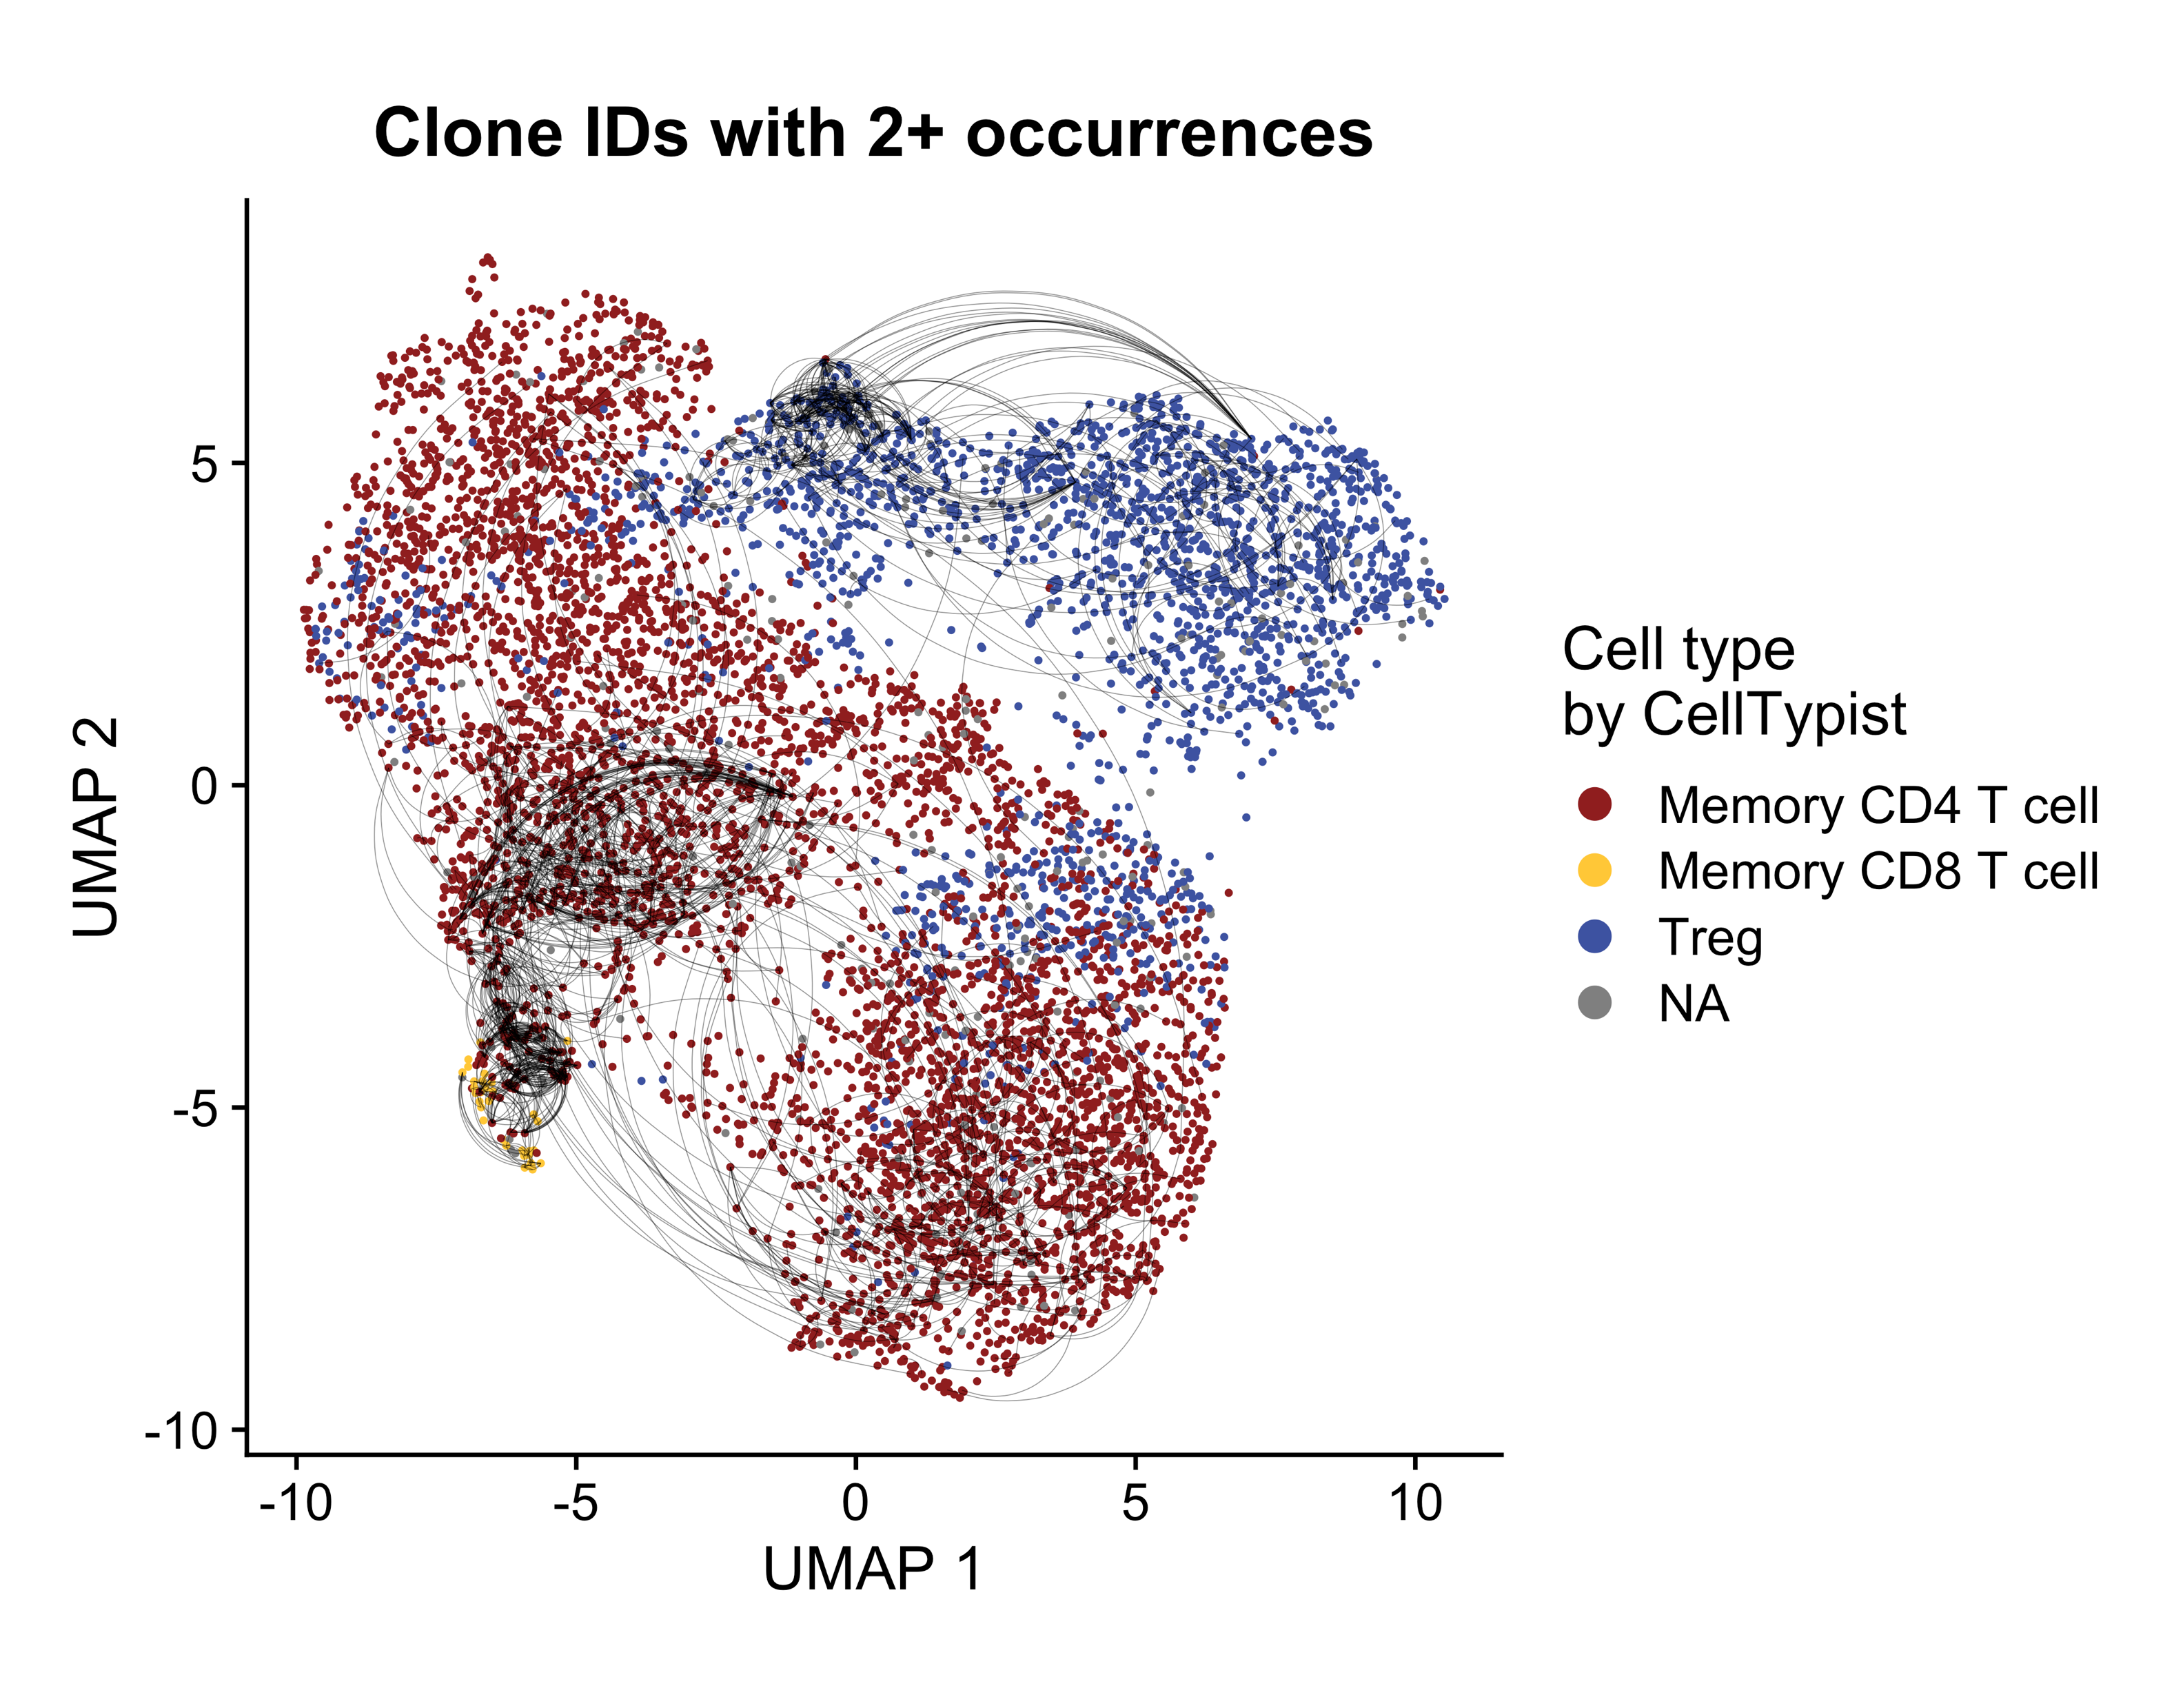 Clone IDs with 2+ occurrences
UMAP 2
5
0
-5
-10
-10 -5 0 5 10
UMAP 1
Cell type
by CellTypist
Memory CD4 T cell
Memory CD8 T cell
Treg
NA